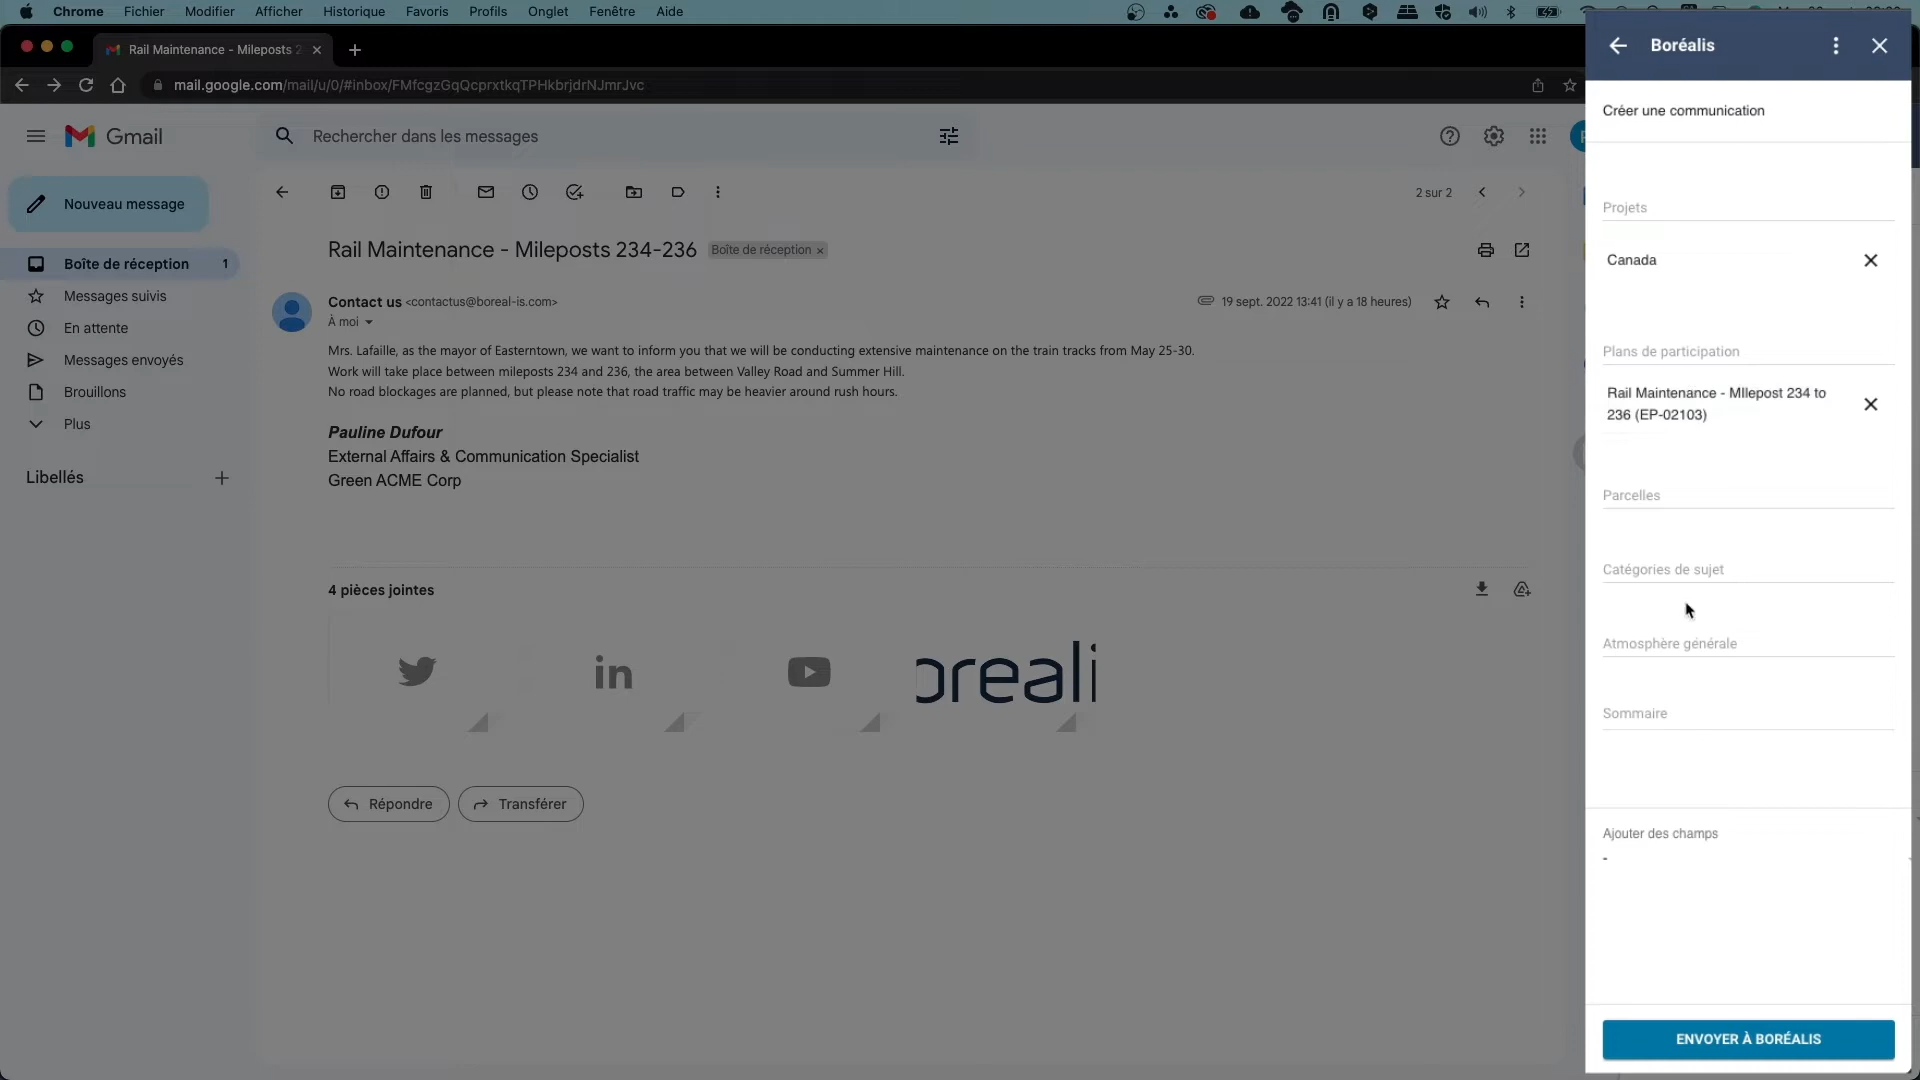 Chrome Fichier Modifier Afficher Historique Favoris Profils Onglet Fenêtre Aide
Rail Maintenance - Mileposts 2
mail.google.com/mail/u/0/#inbox/FMfcgzGqQcprxtkqTPHkbrjdrNJmrJvc
Gmail
Rechercher dans les messages
Nouveau message
2 sur 2
Boîte de réception 1
Messages suivis
En attente
Messages envoyés
Brouillons
Plus
Libellés
Rail Maintenance - Mileposts 234-236 Boîte de réception ×
Contact us <contactus@boreal-is.com>
19 sept. 2022 13:41 (il y a 18 heures)
À moi
Mrs. Lafaille, as the mayor of Easterntown, we want to inform you that we will be conducting extensive maintenance on the train tracks from May 25-30.
Work will take place between mileposts 234 and 236, the area between Valley Road and Summer Hill.
No road blockages are planned, but please note that road traffic may be heavier around rush hours.
Pauline Dufour
External Affairs & Communication Specialist
Green ACME Corp
4 pièces jointes
in
oreali
Répondre
Transférer
Boréalis
Créer une communication
Projets
Canada
Plans de participation
Rail Maintenance - MIlepost 234 to
236 (EP-02103)
Parcelles
Catégories de sujet
Atmosphère générale
Sommaire
Ajouter des champs
-
ENVOYER À BORÉALIS